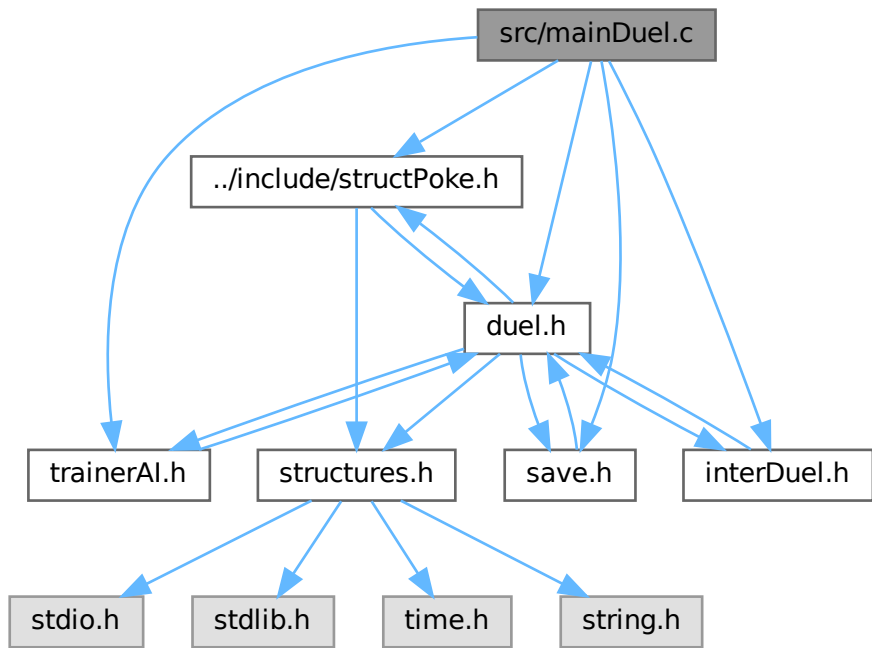 src/mainDuel.c
../include/structPoke.h
duel.h
trainerAI.h
structures.h
save.h
interDuel.h
stdio.h
stdlib.h
time.h
string.h